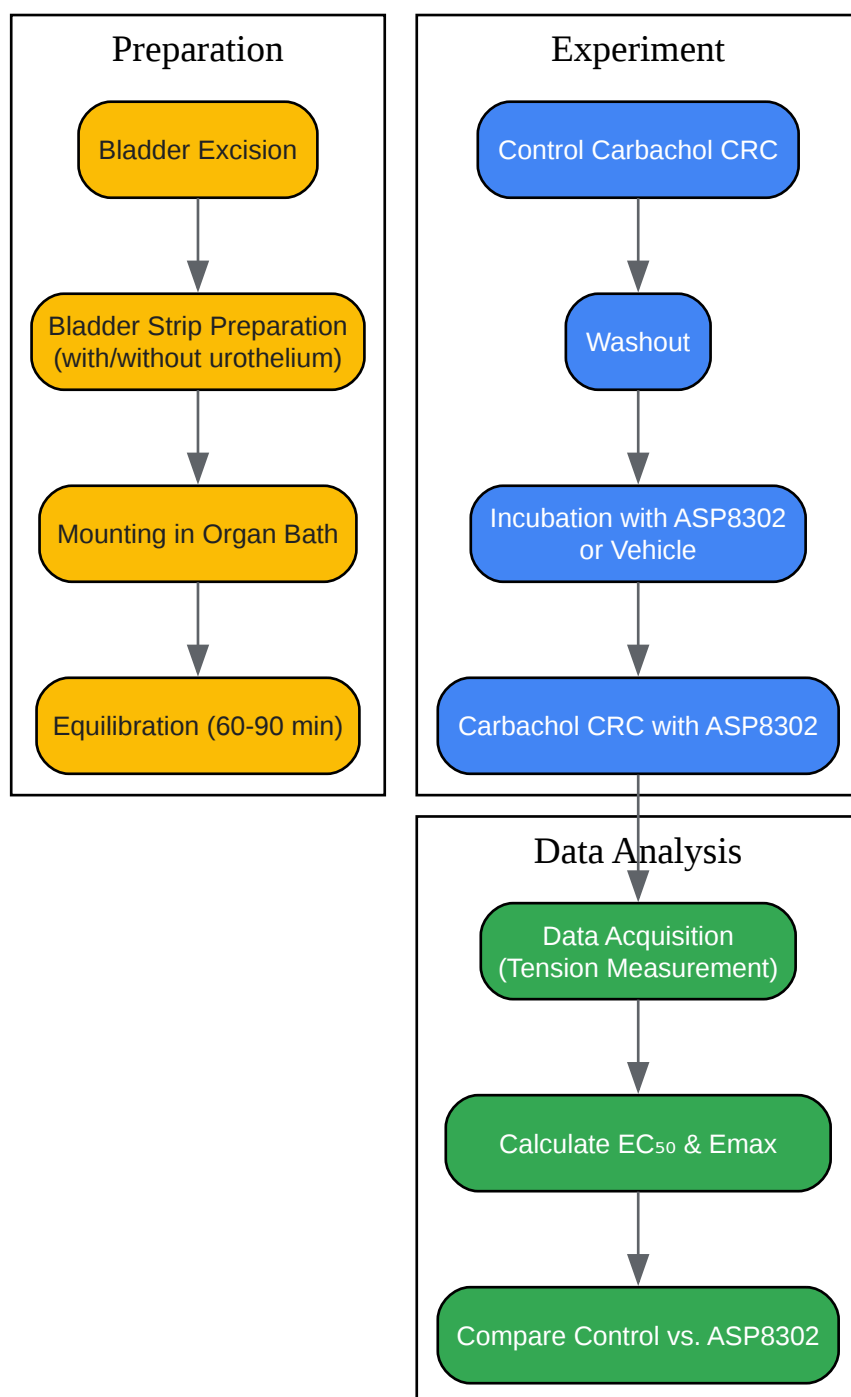 Preparation
Bladder Excision
Bladder Strip Preparation
(with/without urothelium)
Mounting in Organ Bath
Equilibration (60-90 min)
Experiment
Control Carbachol CRC
Washout
Incubation with ASP8302
or Vehicle
Carbachol CRC with ASP8302
Data Analysis
Data Acquisition
(Tension Measurement)
Calculate EC₅₀ & Emax
Compare Control vs. ASP8302